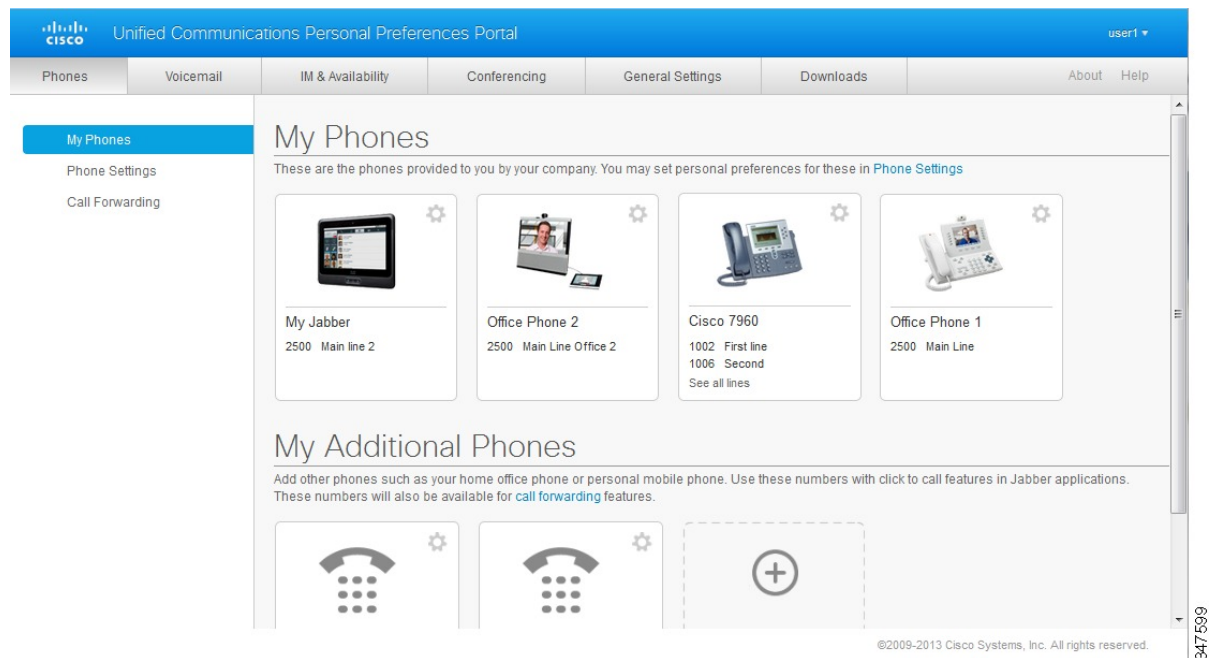 cisco Unified Communications Personal Preferences Portal user1
Phones Voicemail IM & Availability Conferencing General Settings Downloads About Help
My Phones
Phone Settings
Call Forwarding
My Phones
These are the phones provided to you by your company. You may set personal preferences for these in Phone Settings
My Jabber
2500 Main line 2
Office Phone 2
2500 Main Line Office 2
Cisco 7960
1002 First line
1006 Second
See all lines
Office Phone 1
2500 Main Line
My Additional Phones
Add other phones such as your home office phone or personal mobile phone. Use these numbers with click to call features in Jabber applications.
These numbers will also be available for call forwarding features.
©2009-2013 Cisco Systems, Inc. All rights reserved.
347599